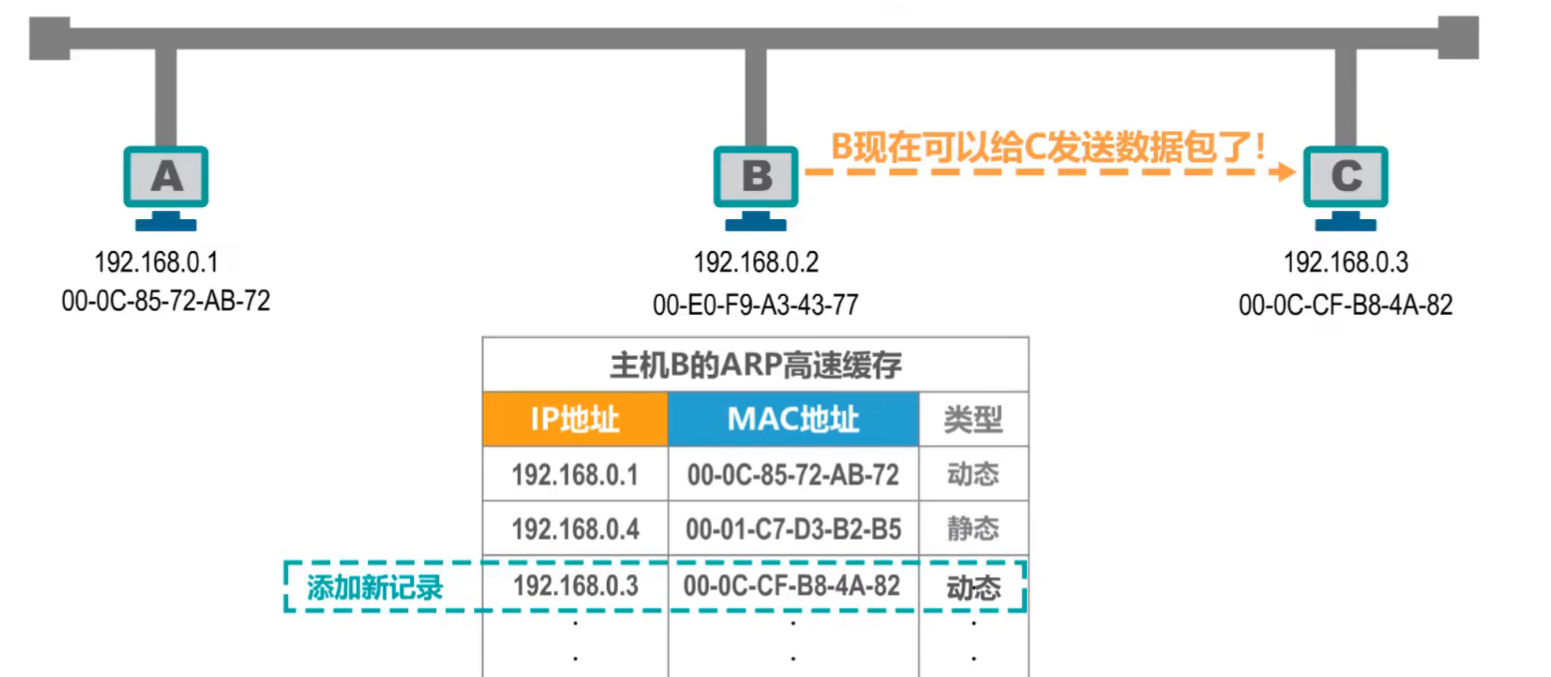 B现在可以给C发送数据包了!
A
B
C
192.168.0.1
192.168.0.2
192.168.0.3
00-0C-85-72-AB-72
00-E0-F9-A3-43-77
00-0C-CF-B8-4A-82
主机B的ARP高速缓存
IP地址 MAC地址 类型
192.168.0.1 00-0C-85-72-AB-72 动态
192.168.0.4 00-01-C7-D3-B2-B5 静态
添加新记录 192.168.0.3 00-0C-CF-B8-4A-82 动态